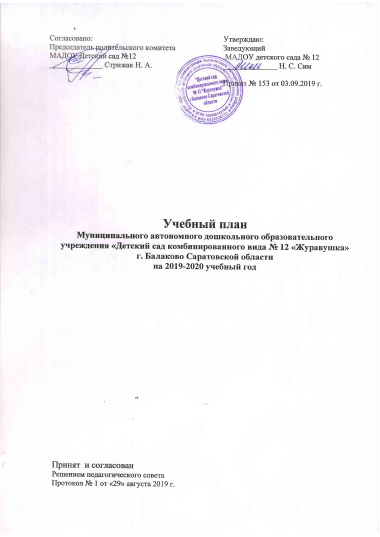 Согласовано:
Председатель родительского комитета
МАДОУ Детский сад №12
Стрижак Н. А.
Утверждаю:
Заведующий
МАДОУ детского сада № 12
Н. С. Сим
Приказ № 153 от 03.09.2019 г.
"Детский сад
комбинированного вида
№ 12 "Журавушка"
г. Балаково Саратовской
области
Учебный план
Муниципального автономного дошкольного образовательного
учреждения «Детский сад комбинированного вида № 12 «Журавушка»
г. Балаково Саратовской области
на 2019-2020 учебный год
Принят и согласован
Решением педагогического совета
Протокол № 1 от «29» августа 2019 г.